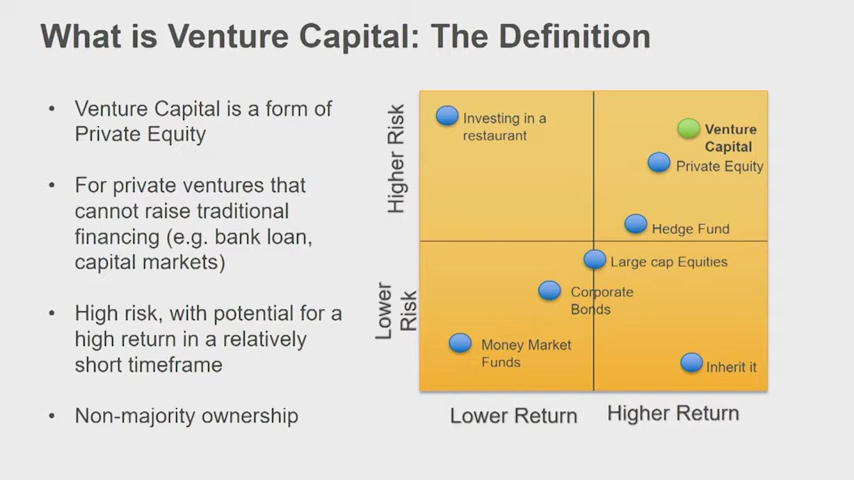 What is Venture Capital: The Definition
• Venture Capital is a form of
Private Equity
• For private ventures that
cannot raise traditional
financing (e.g. bank loan,
capital markets)
• High risk, with potential for a
high return in a relatively
short timeframe
• Non-majority ownership
Higher Risk
Lower
Risk
Investing in a
restaurant
Venture
Capital
Private Equity
Hedge Fund
Large cap Equities
Corporate
Bonds
Money Market
Funds
Inherit it
Lower Return
Higher Return